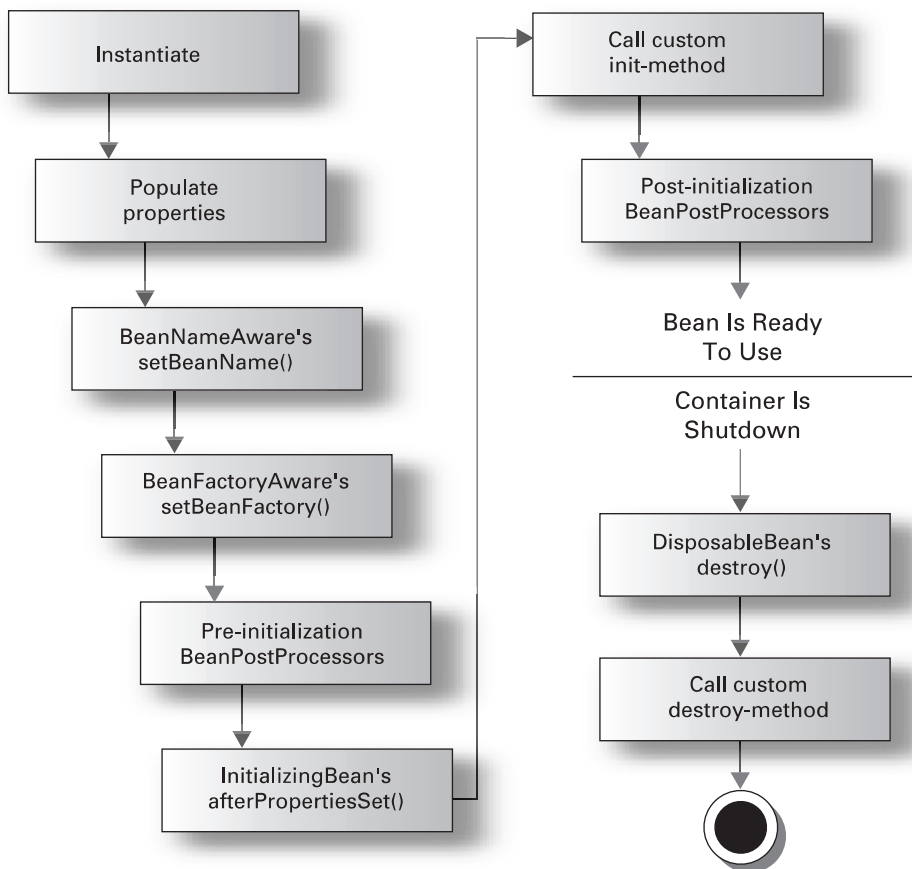 Instantiate
Populate
properties
BeanNameAware's
setBeanName()
BeanFactoryAware's
setBeanFactory()
Pre-initialization
BeanPostProcessors
InitializingBean's
afterPropertiesSet()
Call custom
init-method
Post-initialization
BeanPostProcessors
Bean Is Ready
To Use
Container Is
Shutdown
DisposableBean's
destroy()
Call custom
destroy-method